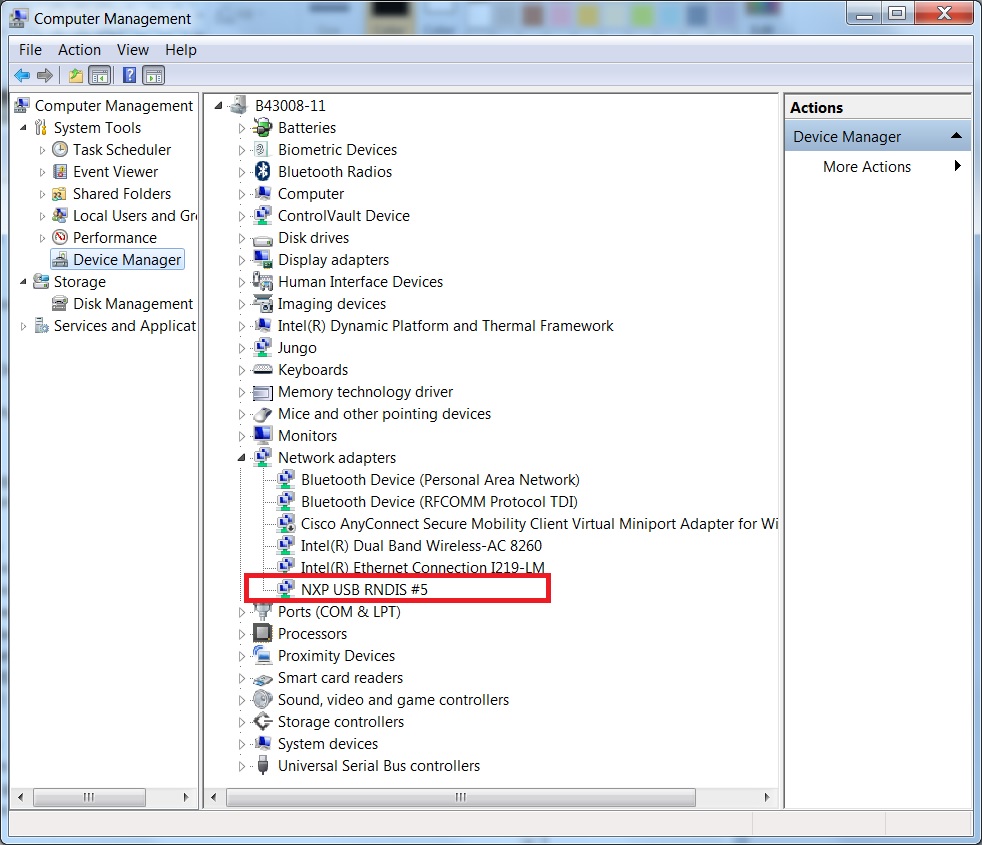 Computer Management
File Action View Help
Computer Management
System Tools
Task Scheduler
Event Viewer
Shared Folders
Local Users and Gr
Performance
Device Manager
Storage
Disk Management
Services and Applicat
B43008-11
Batteries
Biometric Devices
Bluetooth Radios
Computer
ControlVault Device
Disk drives
Display adapters
Human Interface Devices
Imaging devices
Intel(R) Dynamic Platform and Thermal Framework
Jungo
Keyboards
Memory technology driver
Mice and other pointing devices
Monitors
Network adapters
Bluetooth Device (Personal Area Network)
Bluetooth Device (RFCOMM Protocol TDI)
Cisco AnyConnect Secure Mobility Client Virtual Miniport Adapter for Wi
Intel(R) Dual Band Wireless-AC 8260
Intel(R) Ethernet Connection I219-LM
NXP USB RNDIS #5
Ports (COM & LPT)
Processors
Proximity Devices
Smart card readers
Sound, video and game controllers
Storage controllers
System devices
Universal Serial Bus controllers
Actions
Device Manager
More Actions